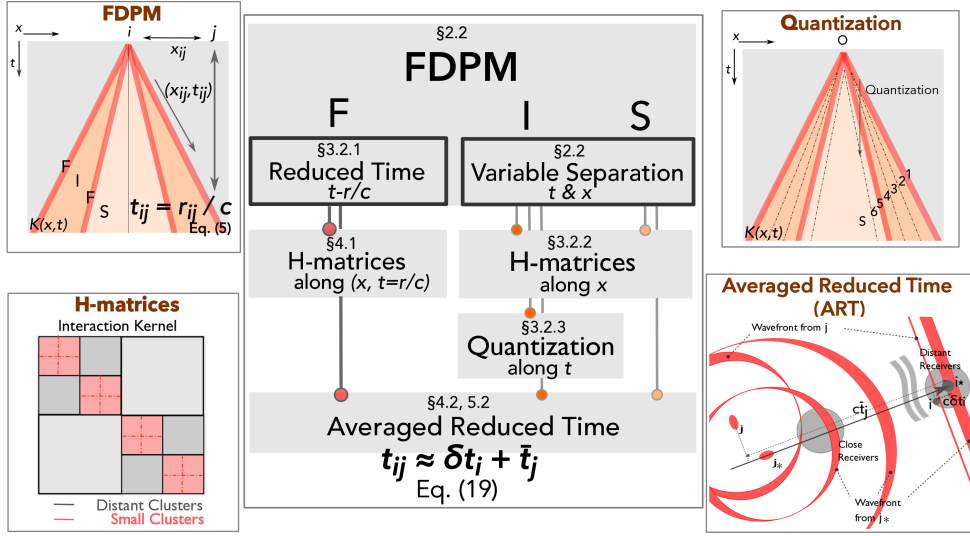 FDPM
x
i
j
x_ij
t
(x_ij,t_ij)
F
I
F
S
t_ij = r_ij / c
K(x,t)
Eq. (5)
H-matrices
Interaction Kernel
Distant Clusters
Small Clusters
§2.2
FDPM
F I S
§3.2.1
Reduced Time
t-r/c
§2.2
Variable Separation
t & x
§4.1
H-matrices
along (x, t=r/c)
§3.2.2
H-matrices
along x
§3.2.3
Quantization
along t
§4.2, 5.2
Averaged Reduced Time
t_ij ≈ δt_i + t̄_j
Eq. (19)
Quantization
x
O
t
Quantization
1
2
3
4
5
6
S
K(x,t)
Averaged Reduced Time
(ART)
Wavefront from j
Distant
Receivers
i*
i
cδt_i
ct̄_j
j
j*
Close
Receivers
Wavefront
from j*